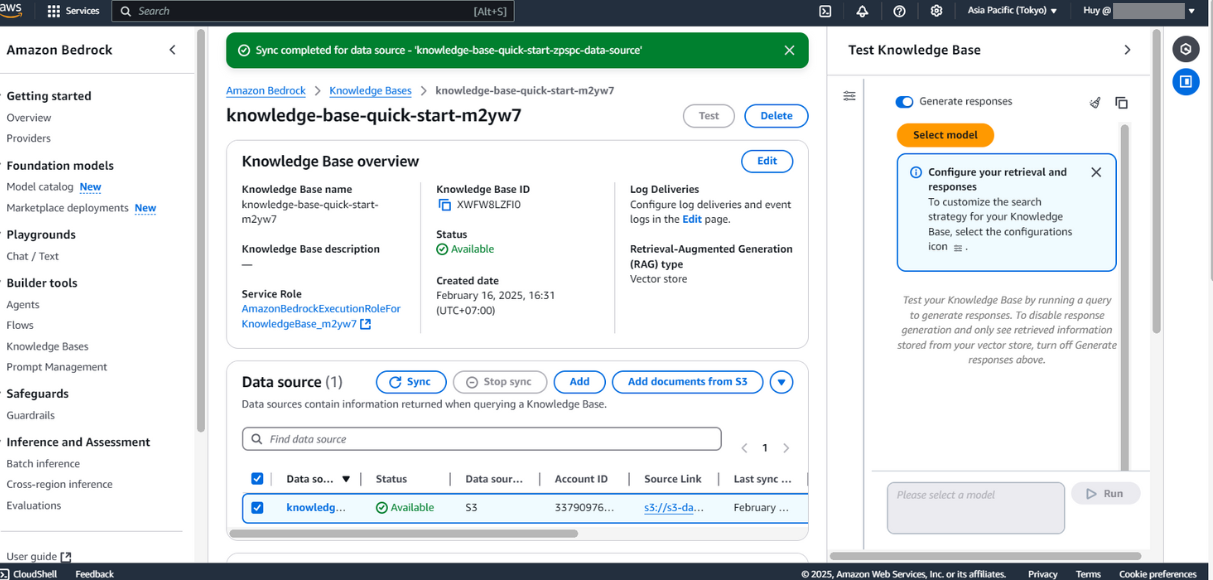 aws
Services
Search
[Alt+S]
Asia Pacific (Tokyo)
Huy @
Amazon Bedrock
Getting started
Overview
Providers
Foundation models
Model catalog New
Marketplace deployments New
Playgrounds
Chat / Text
Builder tools
Agents
Flows
Knowledge Bases
Prompt Management
Safeguards
Guardrails
Inference and Assessment
Batch inference
Cross-region inference
Evaluations
User guide
Sync completed for data source - 'knowledge-base-quick-start-zpspc-data-source'
Amazon Bedrock > Knowledge Bases > knowledge-base-quick-start-m2yw7
knowledge-base-quick-start-m2yw7
Test
Delete
Knowledge Base overview
Edit
Knowledge Base name
knowledge-base-quick-start-
m2yw7
Knowledge Base description
—
Service Role
AmazonBedrockExecutionRoleFor
KnowledgeBase_m2yw7
Knowledge Base ID
XWFW8LZFI0
Status
Available
Created date
February 16, 2025, 16:31
(UTC+07:00)
Log Deliveries
Configure log deliveries and event
logs in the Edit page.
Retrieval-Augmented Generation
(RAG) type
Vector store
Data source (1)
Sync
Stop sync
Add
Add documents from S3
Data sources contain information returned when querying a Knowledge Base.
Find data source
1
Data so... Status Data sour... Account ID Source Link Last sync ...
knowledg... Available S3 33790976... s3://s3-da... February ...
Test Knowledge Base
Generate responses
Select model
Configure your retrieval and
responses
To customize the search
strategy for your Knowledge
Base, select the configurations
icon .
Test your Knowledge Base by running a query
to generate responses. To disable response
generation and only see retrieved information
stored from your vector store, turn off Generate
responses above.
Please select a model
Run
CloudShell
Feedback
© 2025, Amazon Web Services, Inc. or its affiliates.
Privacy
Terms
Cookie preferences